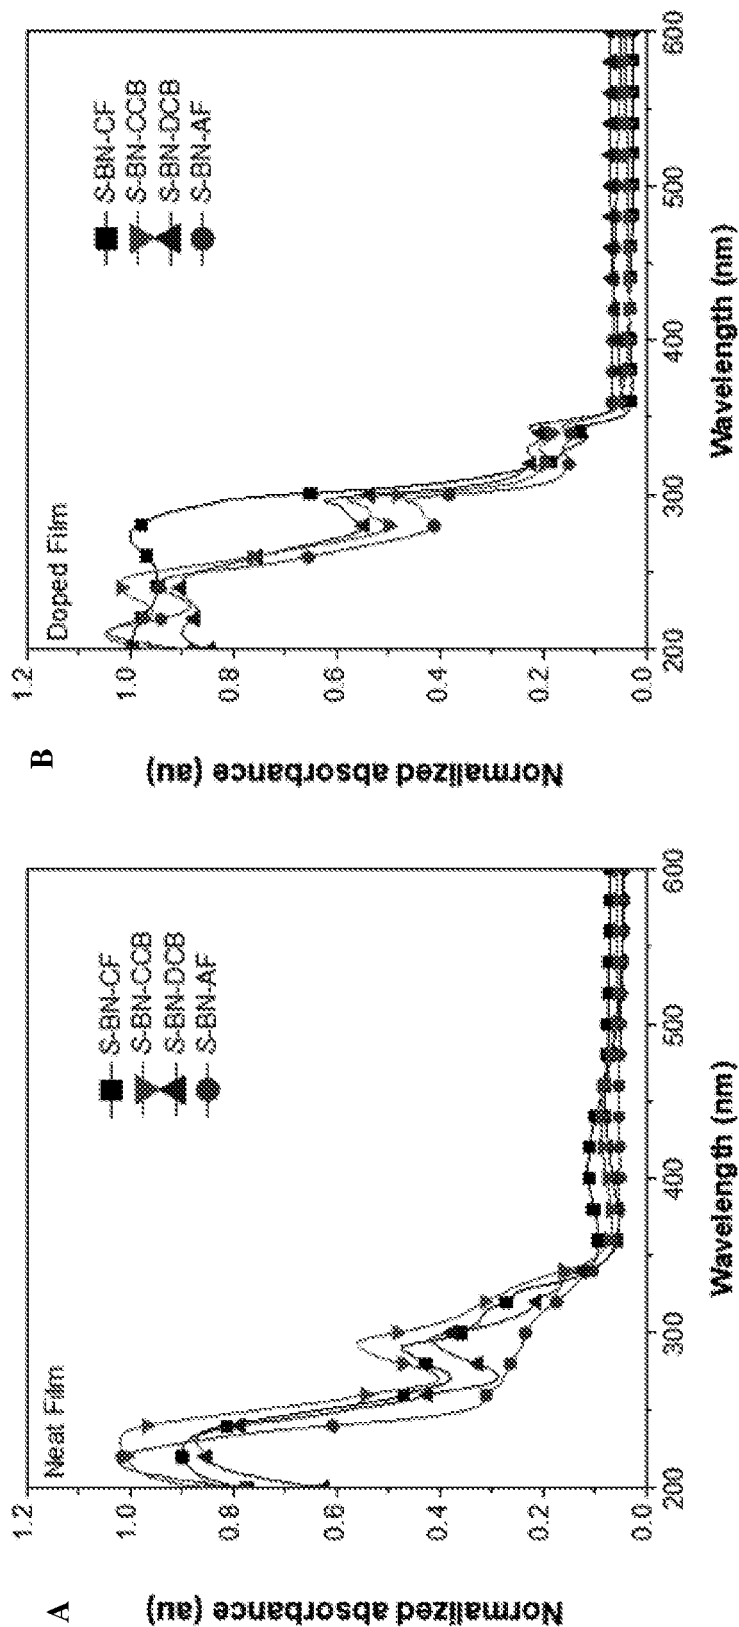 A
Neat Film
S-BN-CF
S-BN-CCB
S-BN-DCB
S-BN-AF
Normalized absorbance (au)
1.2
1.0
0.8
0.6
0.4
0.2
0.0
200
300
400
500
600
Wavelength (nm)
B
Doped Film
S-BN-CF
S-BN-CCB
S-BN-DCB
S-BN-AF
Normalized absorbance (au)
1.2
1.0
0.8
0.6
0.4
0.2
0.0
200
300
400
500
600
Wavelength (nm)